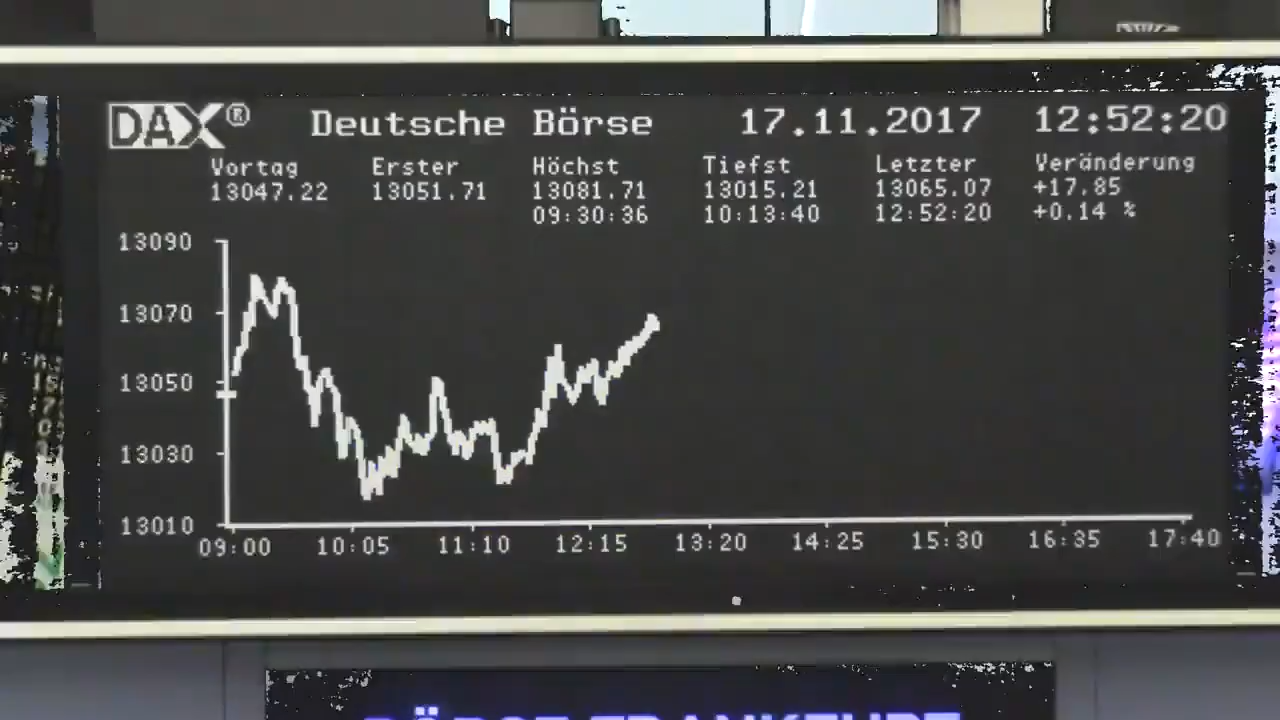 DAX® Deutsche Börse 17.11.2017 12:52:20
Vortag Erster Höchst Tiefst Letzter Veränderung
13047.22 13051.71 13081.71 13015.21 13065.07 +17.85
09:30:36 10:13:40 12:52:20 +0.14 %
13090
13070
13050
13030
13010
09:00 10:05 11:10 12:15 13:20 14:25 15:30 16:35 17:40
BÖRSE FRANKFURT